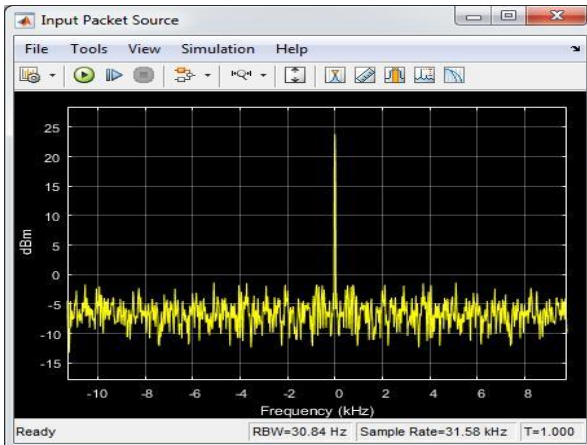 Input Packet Source
File Tools View Simulation Help
25
20
15
10
5
0
-5
-10
-15
dBm
-10 -8 -6 -4 -2 0 2 4 6 8
Frequency (kHz)
Ready RBW=30.84 Hz Sample Rate=31.58 kHz T=1.000